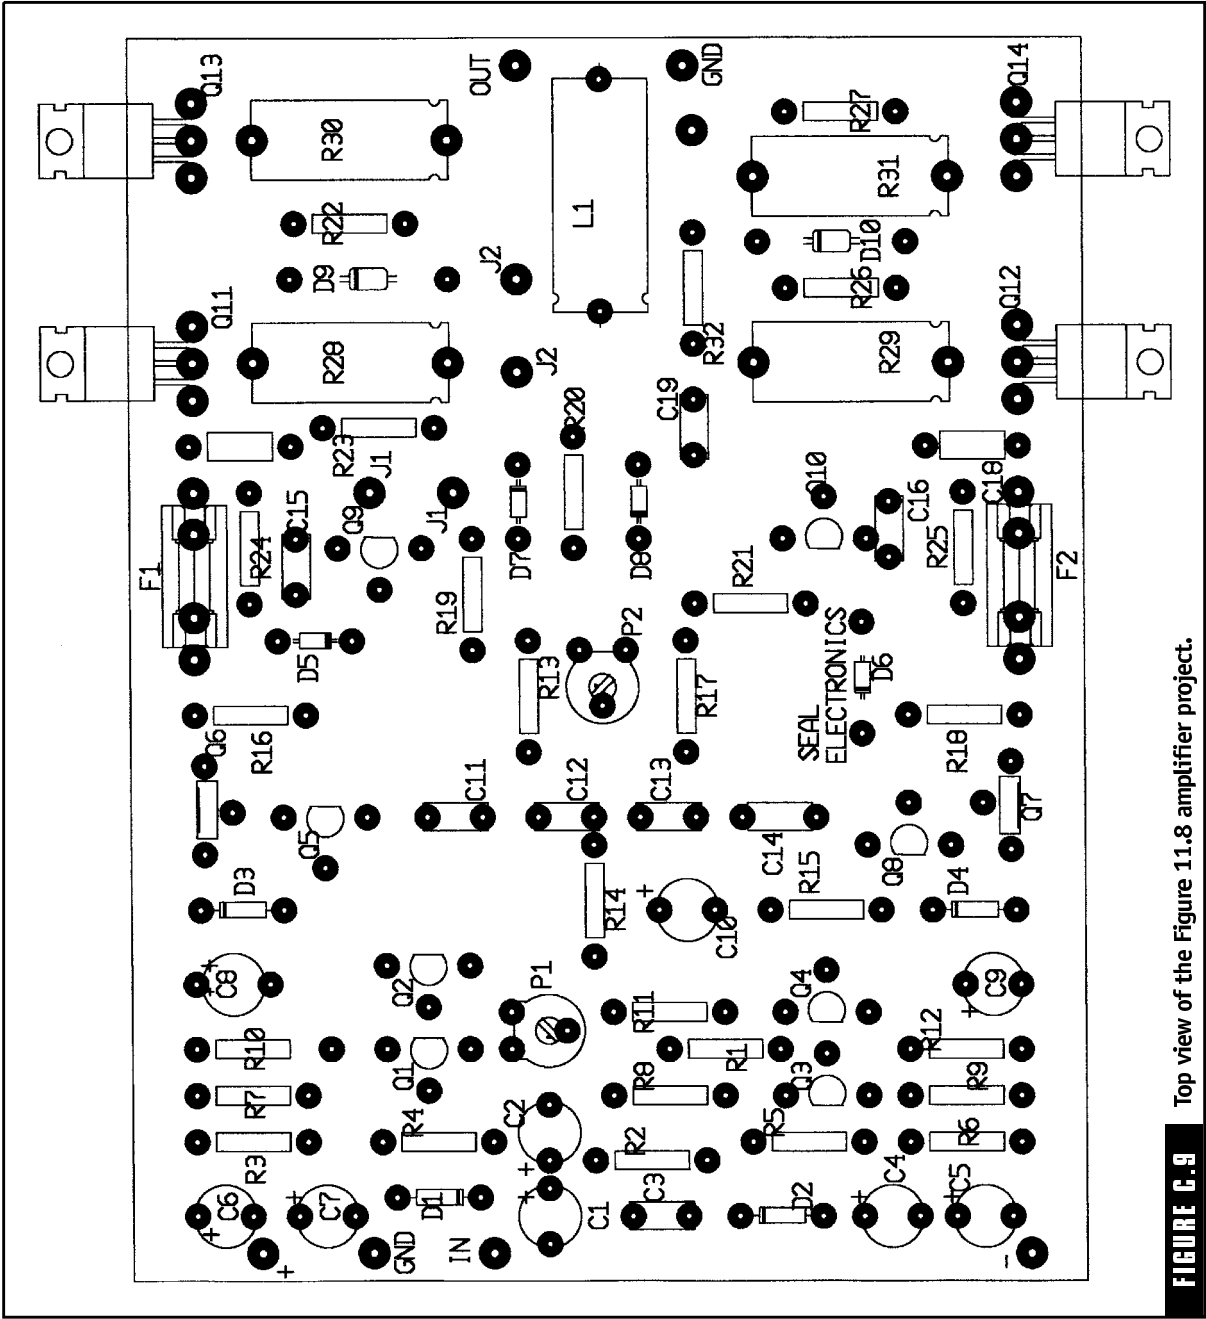 Q13
OUT
GND
Q14
R30
R27
R31
R22
L1
D10
D9
J2
R26
Q11
Q12
R28
J2
R32
R29
R20
C19
R23
J1
Q10
C18
C15
Q9
J1
C16
F1
R24
D7
D8
R21
R25
F2
R19
P2
D5
R13
R17
SEAL
ELECTRONICS
D6
Q6
R16
R18
C11
C12
C13
Q5
C14
Q7
D3
R15
Q8
D4
R14
+
C10
+
C8
Q2
P1
Q4
C9
+
R10
R11
R12
Q1
R1
R7
R8
Q3
R9
R4
C2
R5
R6
R3
+
R2
C4
+
C6
+
C7
D1
+
C1
C3
D2
+
C5
+
GND
IN
-
FIGURE C.9
Top view of the Figure 11.8 amplifier project.